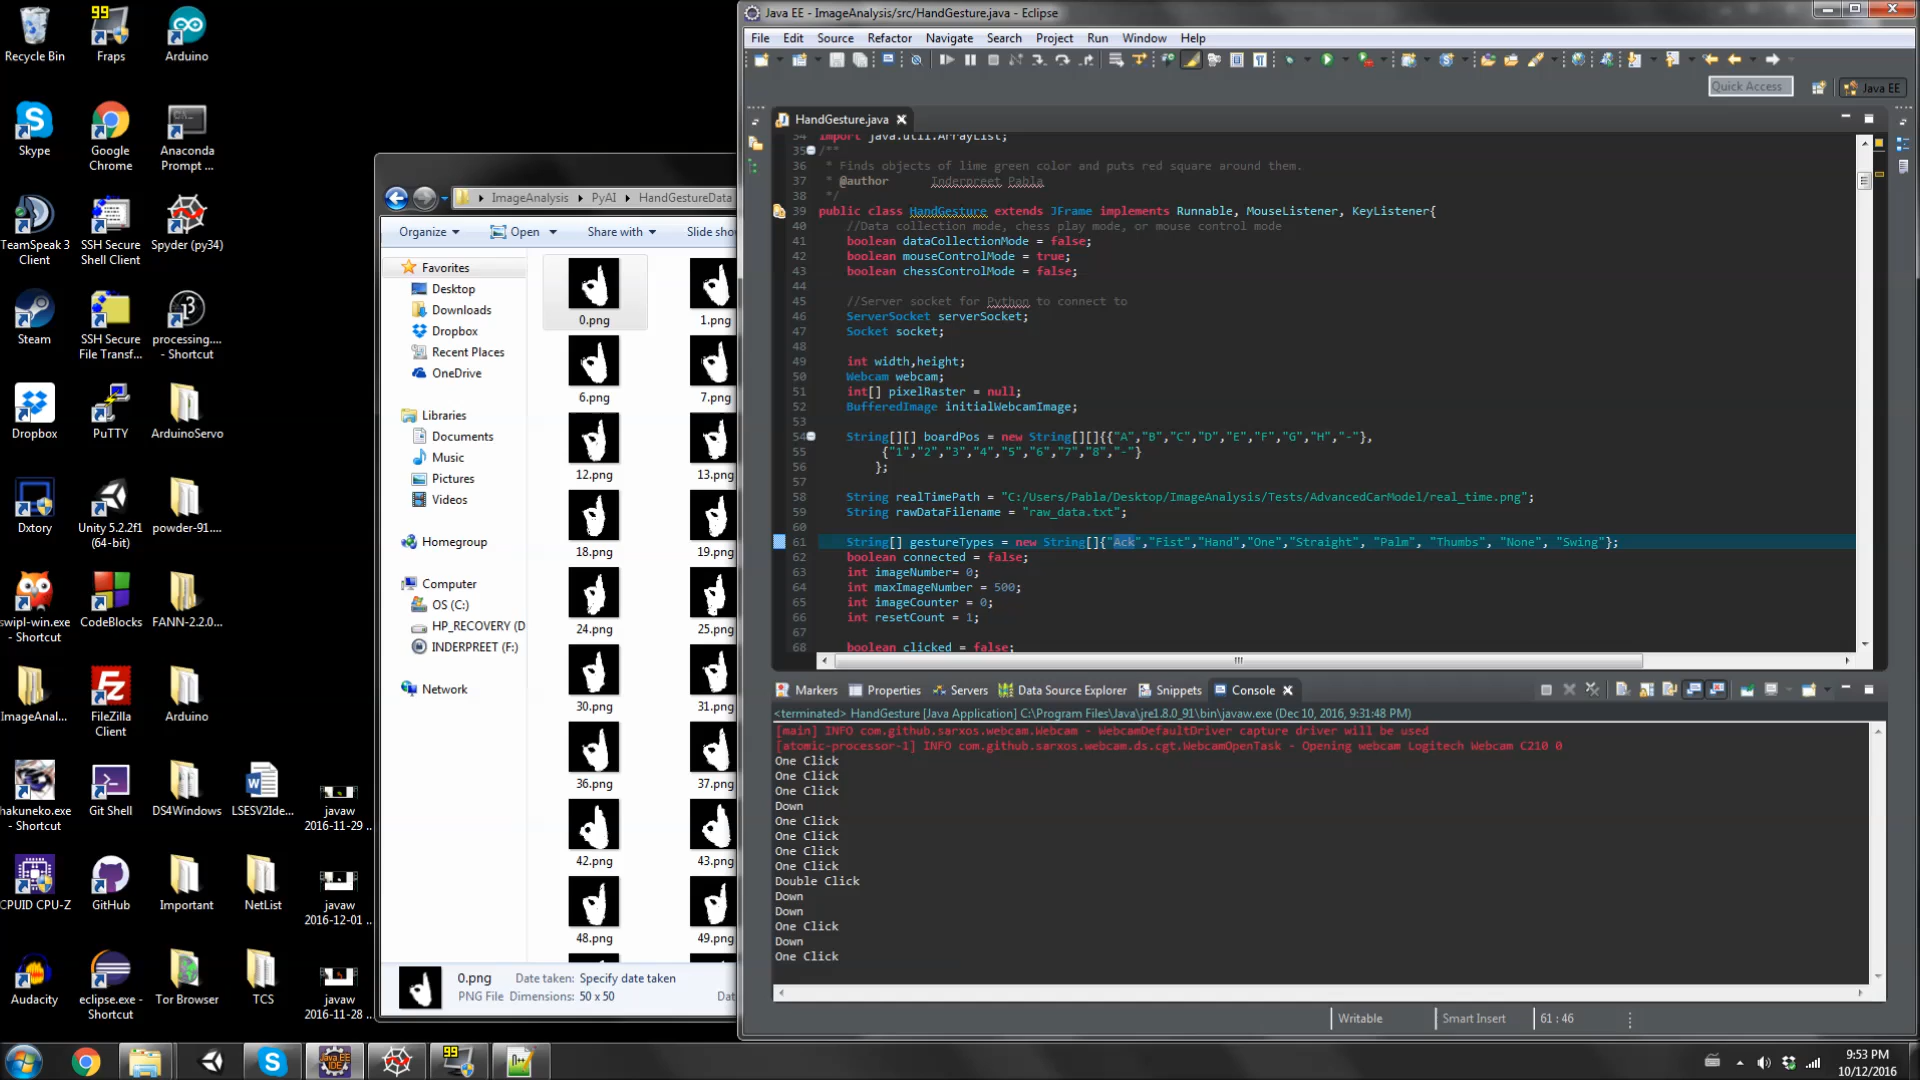 Recycle Bin
99
Fraps
Arduino
Skype
Google Chrome
Anaconda Prompt ...
TeamSpeak 3 Client
SSH Secure Shell Client
Spyder (py34)
Steam
SSH Secure File Transf...
processing.... - Shortcut
Dropbox
PuTTY
ArduinoServo
Dxtory
Unity 5.2.2f1 (64-bit)
powder-91....
swipl-win.exe - Shortcut
CodeBlocks
FANN-2.2.0...
ImageAnal...
FileZilla Client
Arduino
hakuneko.exe - Shortcut
Git Shell
DS4Windows
LSESV2Ide...
javaw 2016-11-29 ...
CPUID CPU-Z
GitHub
Important
NetList
javaw 2016-12-01 ...
Audacity
eclipse.exe - Shortcut
Tor Browser
TCS
javaw 2016-11-28 ...
ImageAnalysis
PyAI
HandGestureData
Organize
Open
Share with
Slide sho
Favorites
Desktop
Downloads
Dropbox
Recent Places
OneDrive
Libraries
Documents
Music
Pictures
Videos
Homegroup
Computer
OS (C:)
HP_RECOVERY (D
INDERPREET (F:)
Network
0.png
1.png
6.png
7.png
12.png
13.png
18.png
19.png
24.png
25.png
30.png
31.png
36.png
37.png
42.png
43.png
48.png
49.png
0.png Date taken: Specify date taken
PNG File Dimensions: 50 x 50 Dat
Java EE - ImageAnalysis/src/HandGesture.java - Eclipse
File Edit Source Refactor Navigate Search Project Run Window Help
Quick Access
Java EE
HandGesture.java
34 import java.util.ArrayList;
35 /**
36 * Finds objects of lime green color and puts red square around them.
37 * @author Inderpreet Pabla
38 */
39 public class HandGesture extends JFrame implements Runnable, MouseListener, KeyListener{
40 //Data collection mode, chess play mode, or mouse control mode
41 boolean dataCollectionMode = false;
42 boolean mouseControlMode = true;
43 boolean chessControlMode = false;
44
45 //Server socket for Python to connect to
46 ServerSocket serverSocket;
47 Socket socket;
48
49 int width,height;
50 Webcam webcam;
51 int[] pixelRaster = null;
52 BufferedImage initialWebcamImage;
53
54 String[][] boardPos = new String[][]{{"A","B","C","D","E","F","G","H","-"},
55 {"1","2","3","4","5","6","7","8","-"}
56 };
57
58 String realTimePath = "C:/Users/Pabla/Desktop/ImageAnalysis/Tests/AdvancedCarModel/real_time.png";
59 String rawDataFilename = "raw_data.txt";
60
61 String[] gestureTypes = new String[]{"Ack","Fist","Hand","One","Straight", "Palm", "Thumbs", "None", "Swing"};
62 boolean connected = false;
63 int imageNumber= 0;
64 int maxImageNumber = 500;
65 int imageCounter = 0;
66 int resetCount = 1;
67
68 boolean clicked = false;
Markers Properties Servers Data Source Explorer Snippets Console
<terminated> HandGesture [Java Application] C:\Program Files\Java\jre1.8.0_91\bin\javaw.exe (Dec 10, 2016, 9:31:48 PM)
[main] INFO com.github.sarxos.webcam.Webcam - WebcamDefaultDriver capture driver will be used
[atomic-processor-1] INFO com.github.sarxos.webcam.ds.cgt.WebcamOpenTask - Opening webcam Logitech Webcam C210 0
One Click
One Click
One Click
Down
One Click
One Click
One Click
One Click
Double Click
Down
Down
One Click
Down
One Click
Writable
Smart Insert
61 : 46
Java EE IDE
99
9:53 PM
10/12/2016